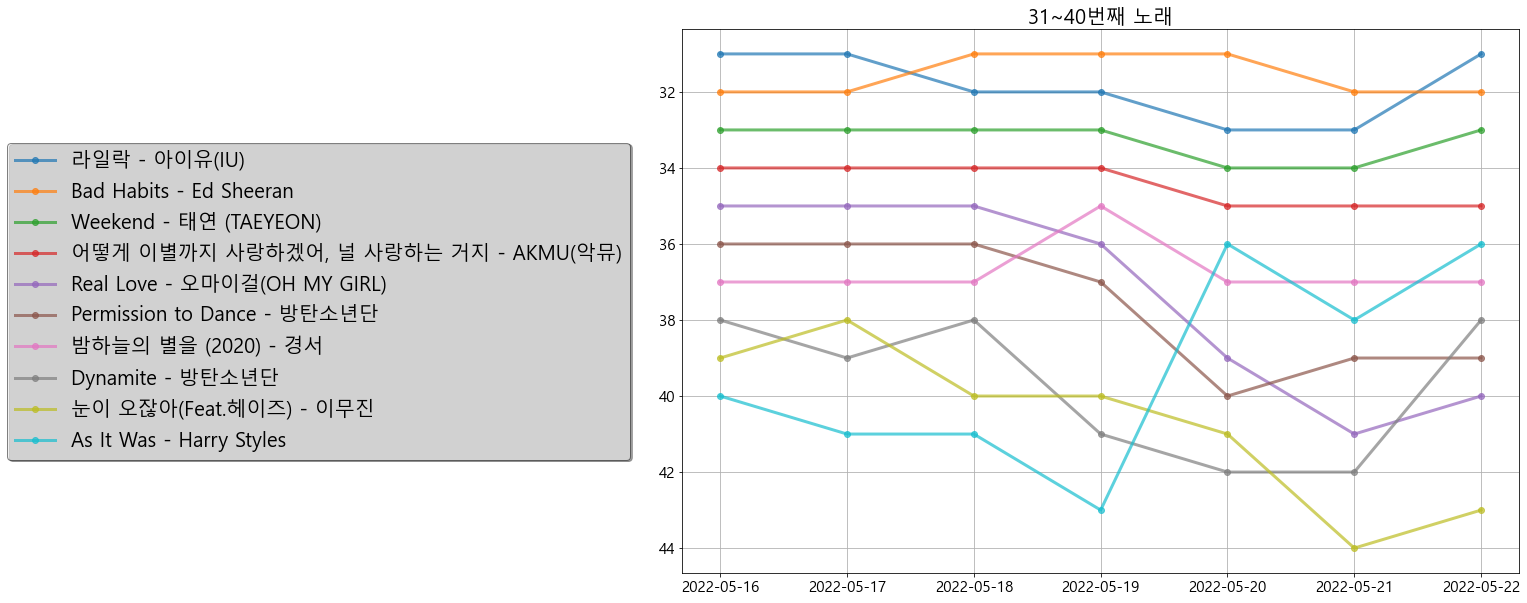 31~40번째 노래
라일락 - 아이유(IU)
Bad Habits - Ed Sheeran
Weekend - 태연 (TAEYEON)
어떻게 이별까지 사랑하겠어, 널 사랑하는 거지 - AKMU(악뮤)
Real Love - 오마이걸(OH MY GIRL)
Permission to Dance - 방탄소년단
밤하늘의 별을 (2020) - 경서
Dynamite - 방탄소년단
눈이 오잖아(Feat.헤이즈) - 이무진
As It Was - Harry Styles
32
34
36
38
40
42
44
2022-05-16 2022-05-17 2022-05-18 2022-05-19 2022-05-20 2022-05-21 2022-05-22